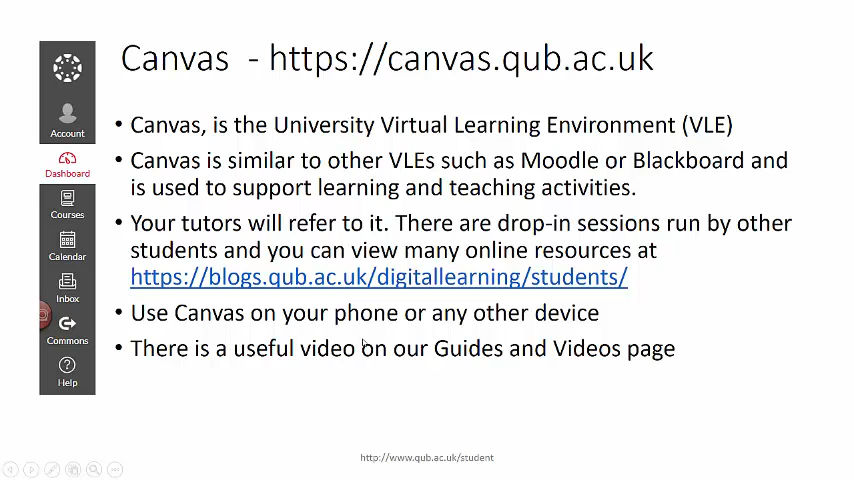 Canvas - https://canvas.qub.ac.uk
Account
Dashboard
Courses
Calendar
Inbox
Commons
Help
• Canvas, is the University Virtual Learning Environment (VLE)
• Canvas is similar to other VLEs such as Moodle or Blackboard and
is used to support learning and teaching activities.
• Your tutors will refer to it. There are drop-in sessions run by other
students and you can view many online resources at
https://blogs.qub.ac.uk/digitallearning/students/
• Use Canvas on your phone or any other device
• There is a useful video on our Guides and Videos page
http://www.qub.ac.uk/student